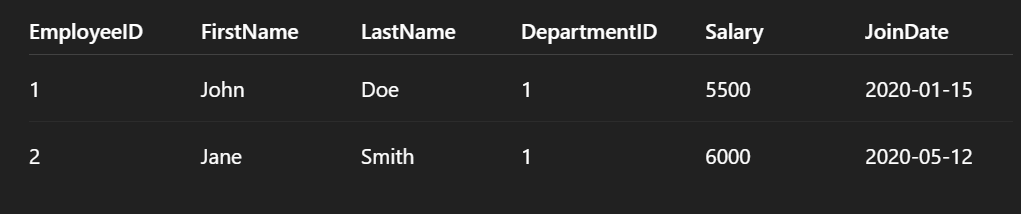 EmployeeID FirstName LastName DepartmentID Salary JoinDate
1 John Doe 1 5500 2020-01-15
2 Jane Smith 1 6000 2020-05-12